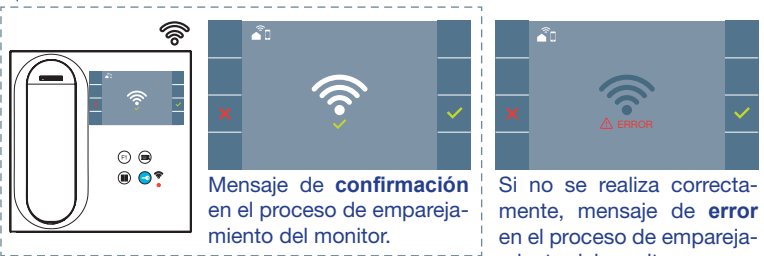 F1
ERROR
Mensaje de confirmación
en el proceso de empareja-
miento del monitor.
Si no se realiza correcta-
mente, mensaje de error
en el proceso de empareja-